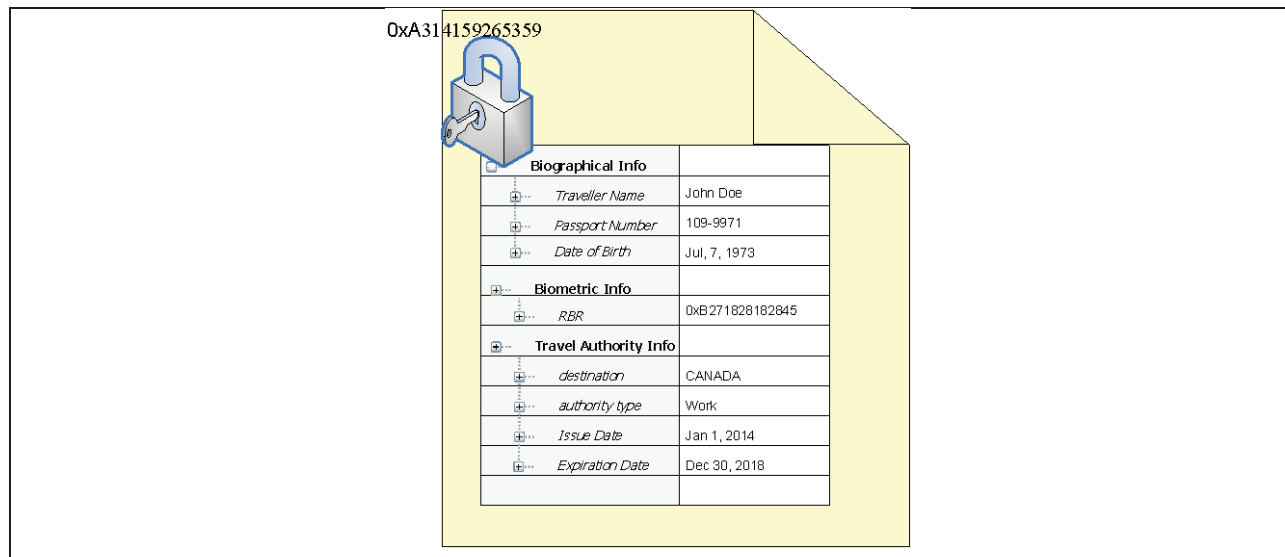 0xA314159265359
Biographical Info
Traveller Name John Doe
Passport Number 109-9971
Date of Birth Jul, 7, 1973
Biometric Info
RBR 0xB271828182845
Travel Authority Info
destination CANADA
authority type Work
Issue Date Jan 1, 2014
Expiration Date Dec 30, 2018